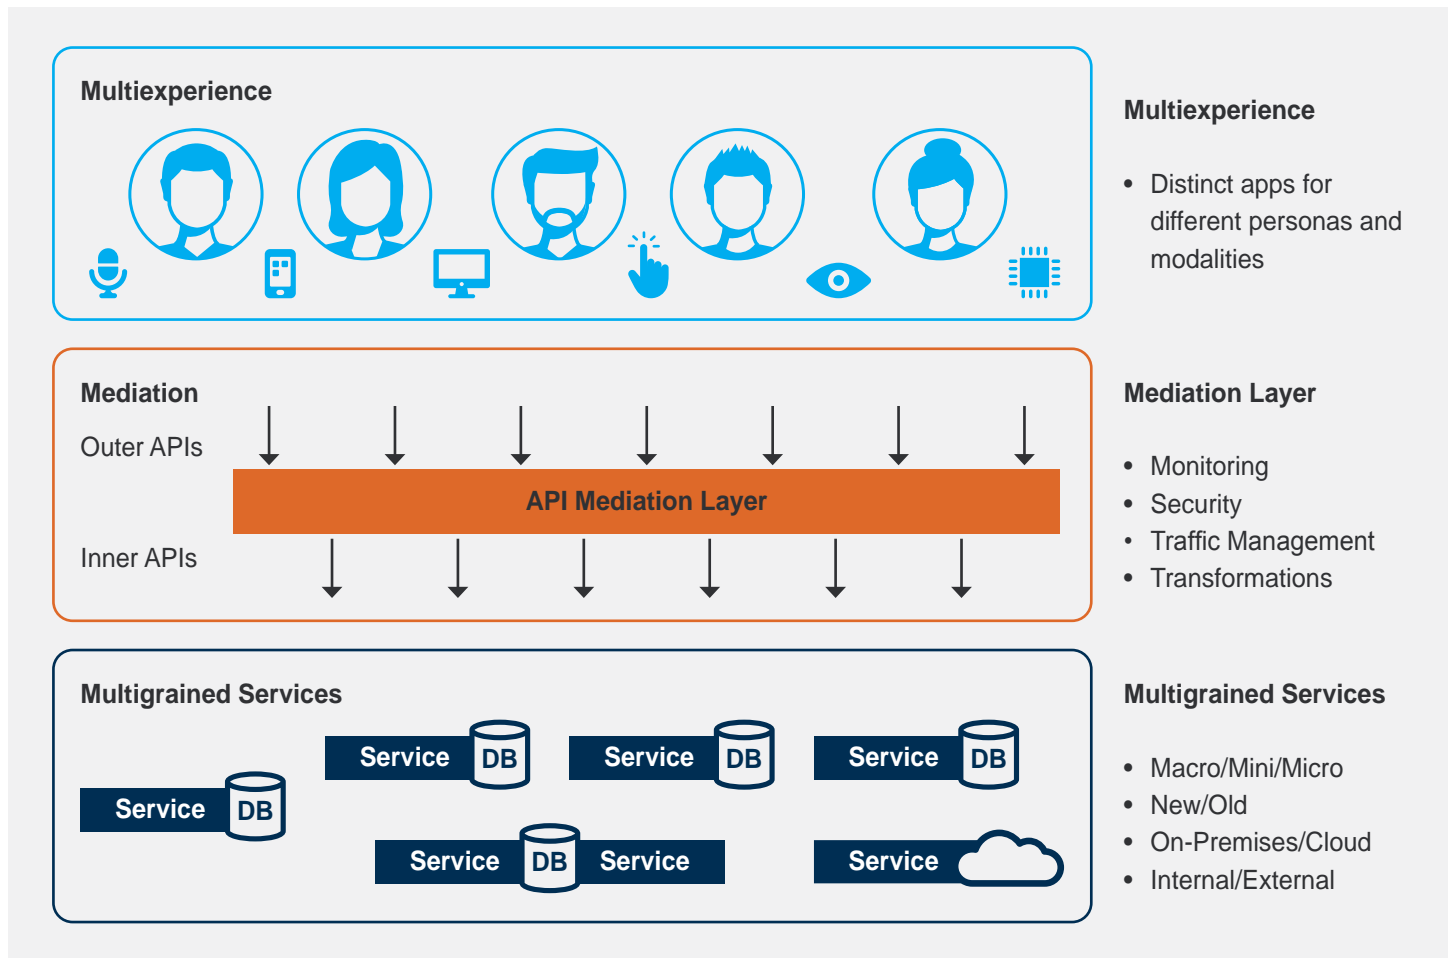 Multiexperience
Multiexperience
• Distinct apps for
different personas and
modalities
Mediation
Outer APIs
API Mediation Layer
Inner APIs
Mediation Layer
• Monitoring
• Security
• Traffic Management
• Transformations
Multigrained Services
Service DB
Service DB
Service DB
Service DB
Service DB Service
Service
Multigrained Services
• Macro/Mini/Micro
• New/Old
• On-Premises/Cloud
• Internal/External